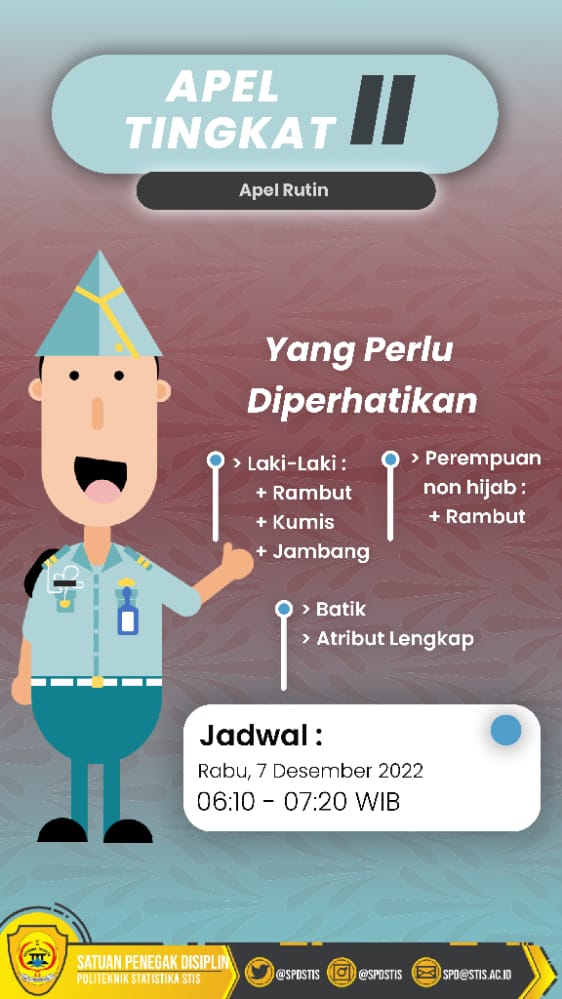 APEL
TINGKAT II
Apel Rutin
Yang Perlu
Diperhatikan
> Laki-Laki :
+ Rambut
+ Kumis
+ Jambang
> Perempuan
non hijab :
+ Rambut
> Batik
> Atribut Lengkap
Jadwal :
Rabu, 7 Desember 2022
06:10 - 07:20 WIB
SATUAN PENEGAK DISIPLIN
POLITEKNIK STATISTIKA STIS
@SPDSTIS
@SPDSTIS
SPD@STIS.AC.ID